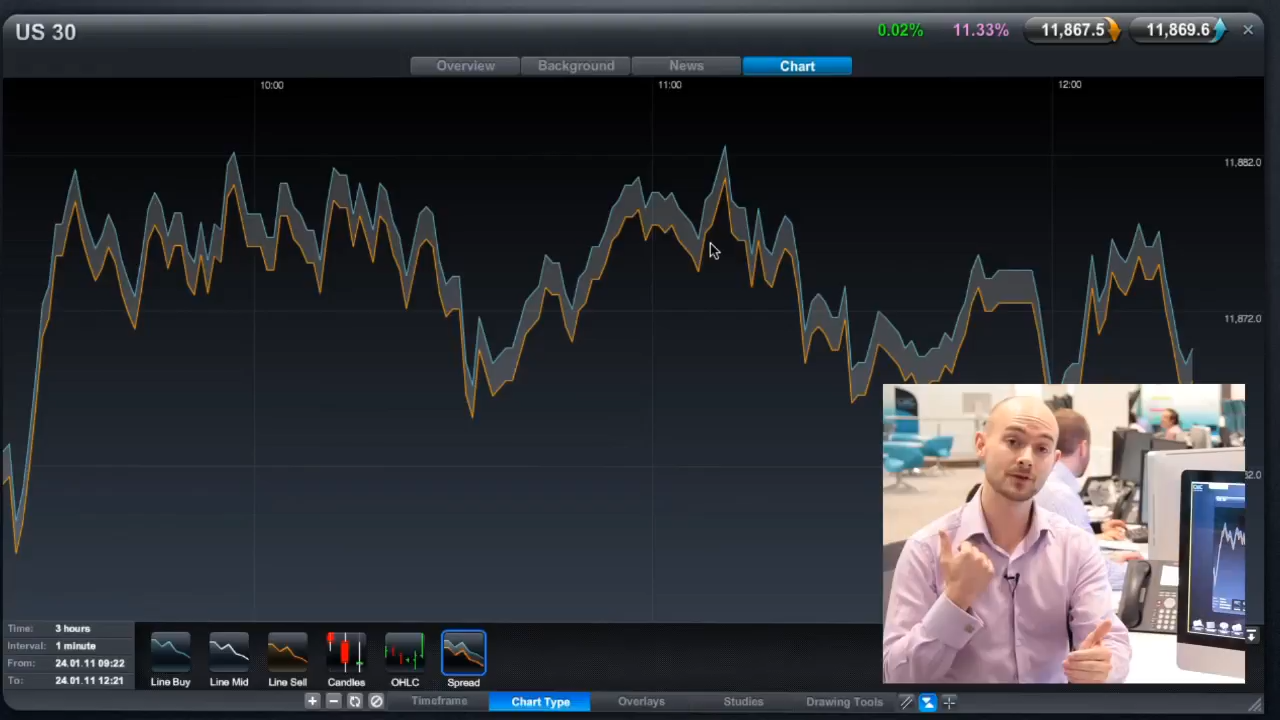 US 30
0.02% 11.33% 11,867.5 11,869.6
Overview Background News Chart
10:00 11:00 12:00
11,882.0
11,872.0
Time: 3 hours
Interval: 1 minute
From: 24.01.11 09:22
To: 24.01.11 12:21
Line Buy Line Mid Line Sell Candles OHLC Spread
Timeframe Chart Type Overlays Studies Drawing Tools